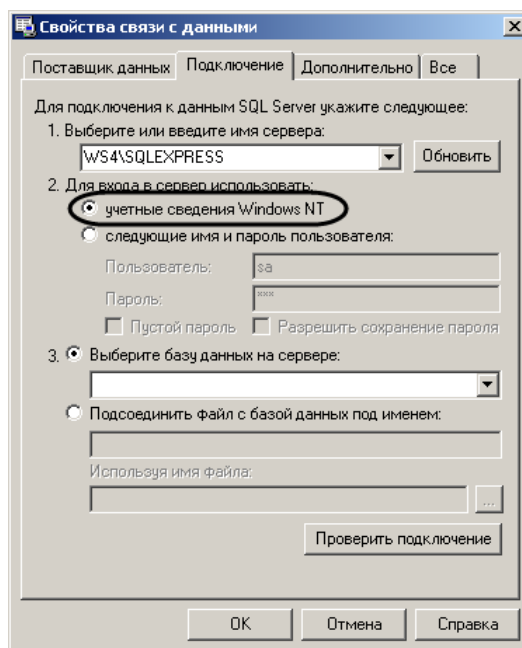 Свойства связи с данными
Поставщик данных Подключение Дополнительно Все
Для подключения к данным SQL Server укажите следующее:
1. Выберите или введите имя сервера:
WS4\SQLEXPRESS Обновить
2. Для входа в сервер использовать:
учетные сведения Windows NT
следующие имя и пароль пользователя:
Пользователь: sa
Пароль: ***
Пустой пароль Разрешить сохранение пароля
3. Выберите базу данных на сервере:
Подсоединить файл с базой данных под именем:
Используя имя файла:
...
Проверить подключение
OK Отмена Справка